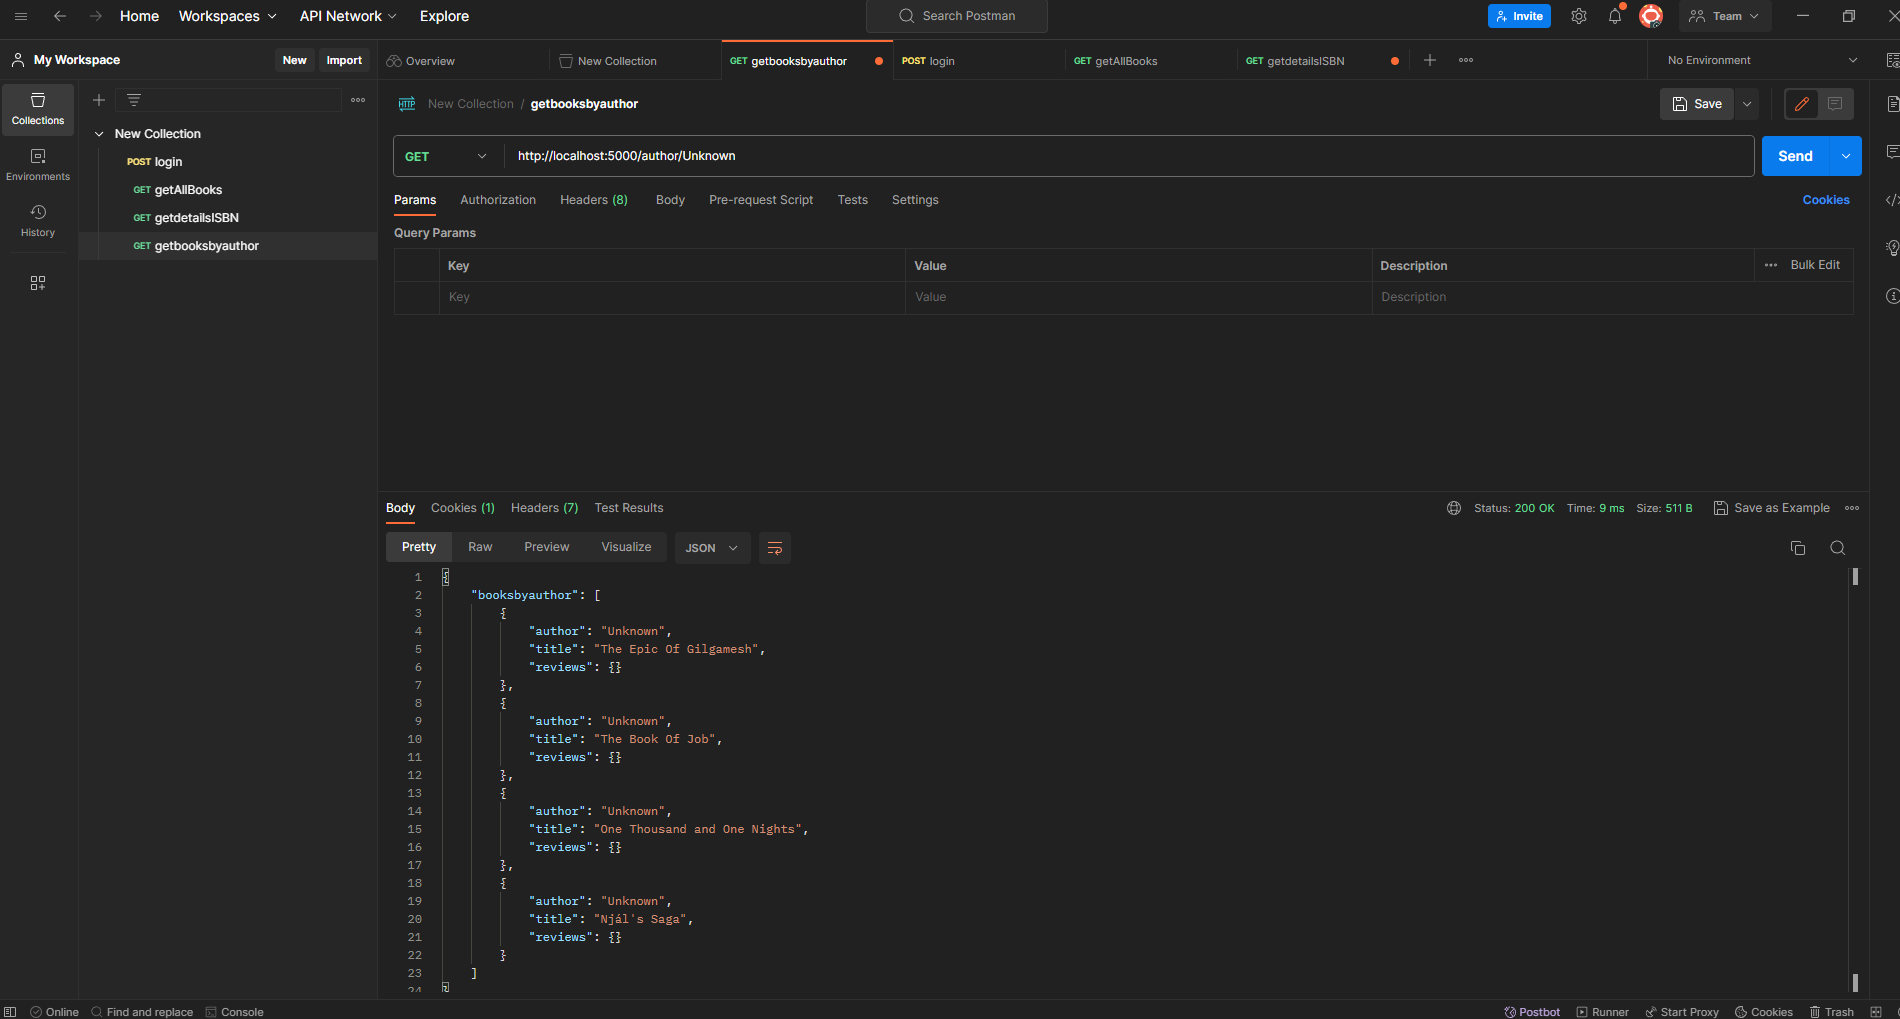 Home Workspaces API Network Explore Search Postman Invite Team
My Workspace New Import Overview New Collection GET getbooksbyauthor POST login GET getAllBooks GET getdetailsISBN No Environment
Collections
Environments
History
New Collection
POST login
GET getAllBooks
GET getdetailsISBN
GET getbooksbyauthor
HTTP New Collection / getbooksbyauthor Save
GET http://localhost:5000/author/Unknown Send
Params Authorization Headers (8) Body Pre-request Script Tests Settings Cookies
Query Params
Key Value Description Bulk Edit
Key Value Description
Body Cookies (1) Headers (7) Test Results Status: 200 OK Time: 9 ms Size: 511 B Save as Example
Pretty Raw Preview Visualize JSON
1 {
2 "booksbyauthor": [
3 {
4 "author": "Unknown",
5 "title": "The Epic Of Gilgamesh",
6 "reviews": {}
7 },
8 {
9 "author": "Unknown",
10 "title": "The Book Of Job",
11 "reviews": {}
12 },
13 {
14 "author": "Unknown",
15 "title": "One Thousand and One Nights",
16 "reviews": {}
17 },
18 {
19 "author": "Unknown",
20 "title": "Njál's Saga",
21 "reviews": {}
22 }
23 ]
24 }
Online Find and replace Console Postbot Runner Start Proxy Cookies Trash